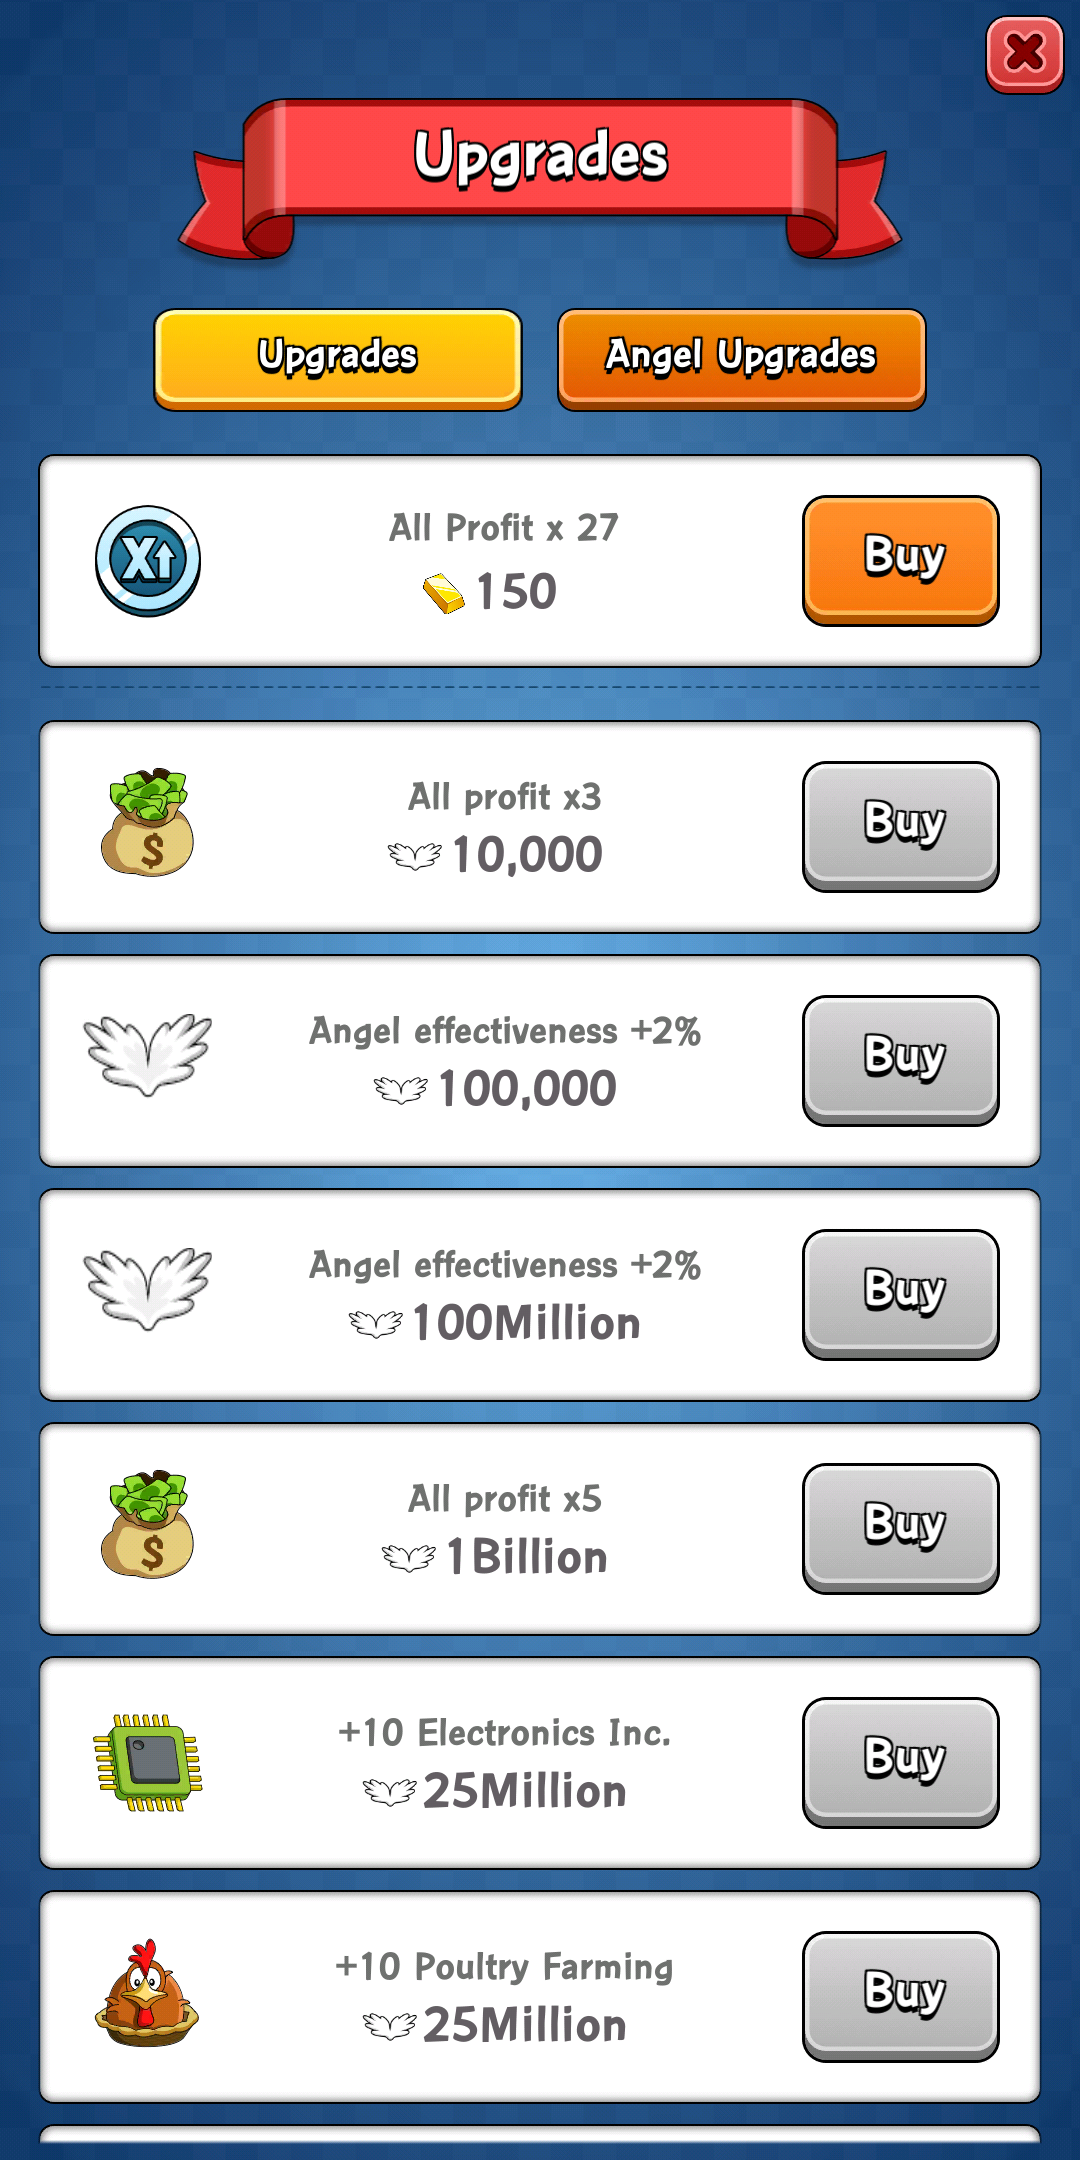 Upgrades
Upgrades
Angel Upgrades
X
All Profit x 27
150
Buy
$
All profit x3
10,000
Buy
Angel effectiveness +2%
100,000
Buy
Angel effectiveness +2%
100Million
Buy
$
All profit x5
1Billion
Buy
+10 Electronics Inc.
25Million
Buy
+10 Poultry Farming
25Million
Buy